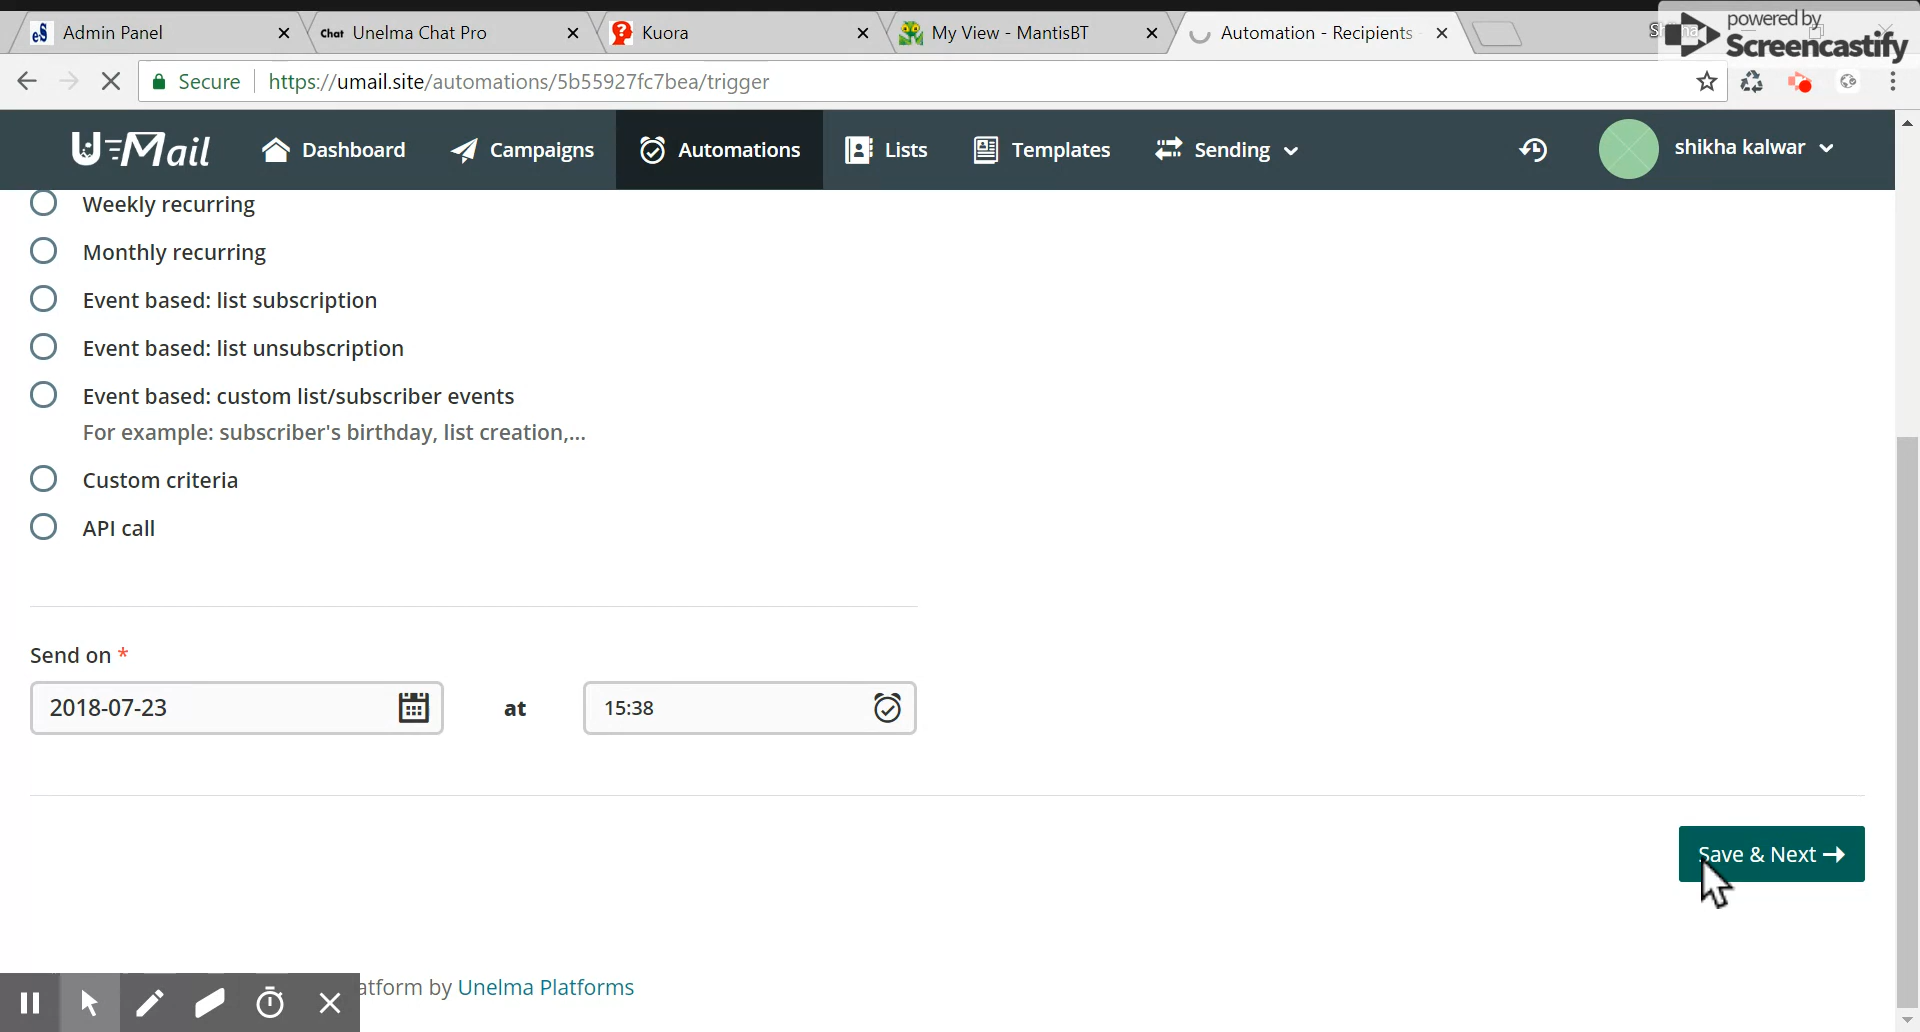 Admin Panel
Chat Unelma Chat Pro
Kuora
My View - MantisBT
Automation - Recipients
powered by
Screencastify
Secure https://umail.site/automations/5b55927fc7bea/trigger
U-Mail Dashboard Campaigns Automations Lists Templates Sending shikha kalwar
Weekly recurring
Monthly recurring
Event based: list subscription
Event based: list unsubscription
Event based: custom list/subscriber events
For example: subscriber's birthday, list creation,...
Custom criteria
API call
Send on *
2018-07-23 at 15:38
Save & Next
atform by Unelma Platforms